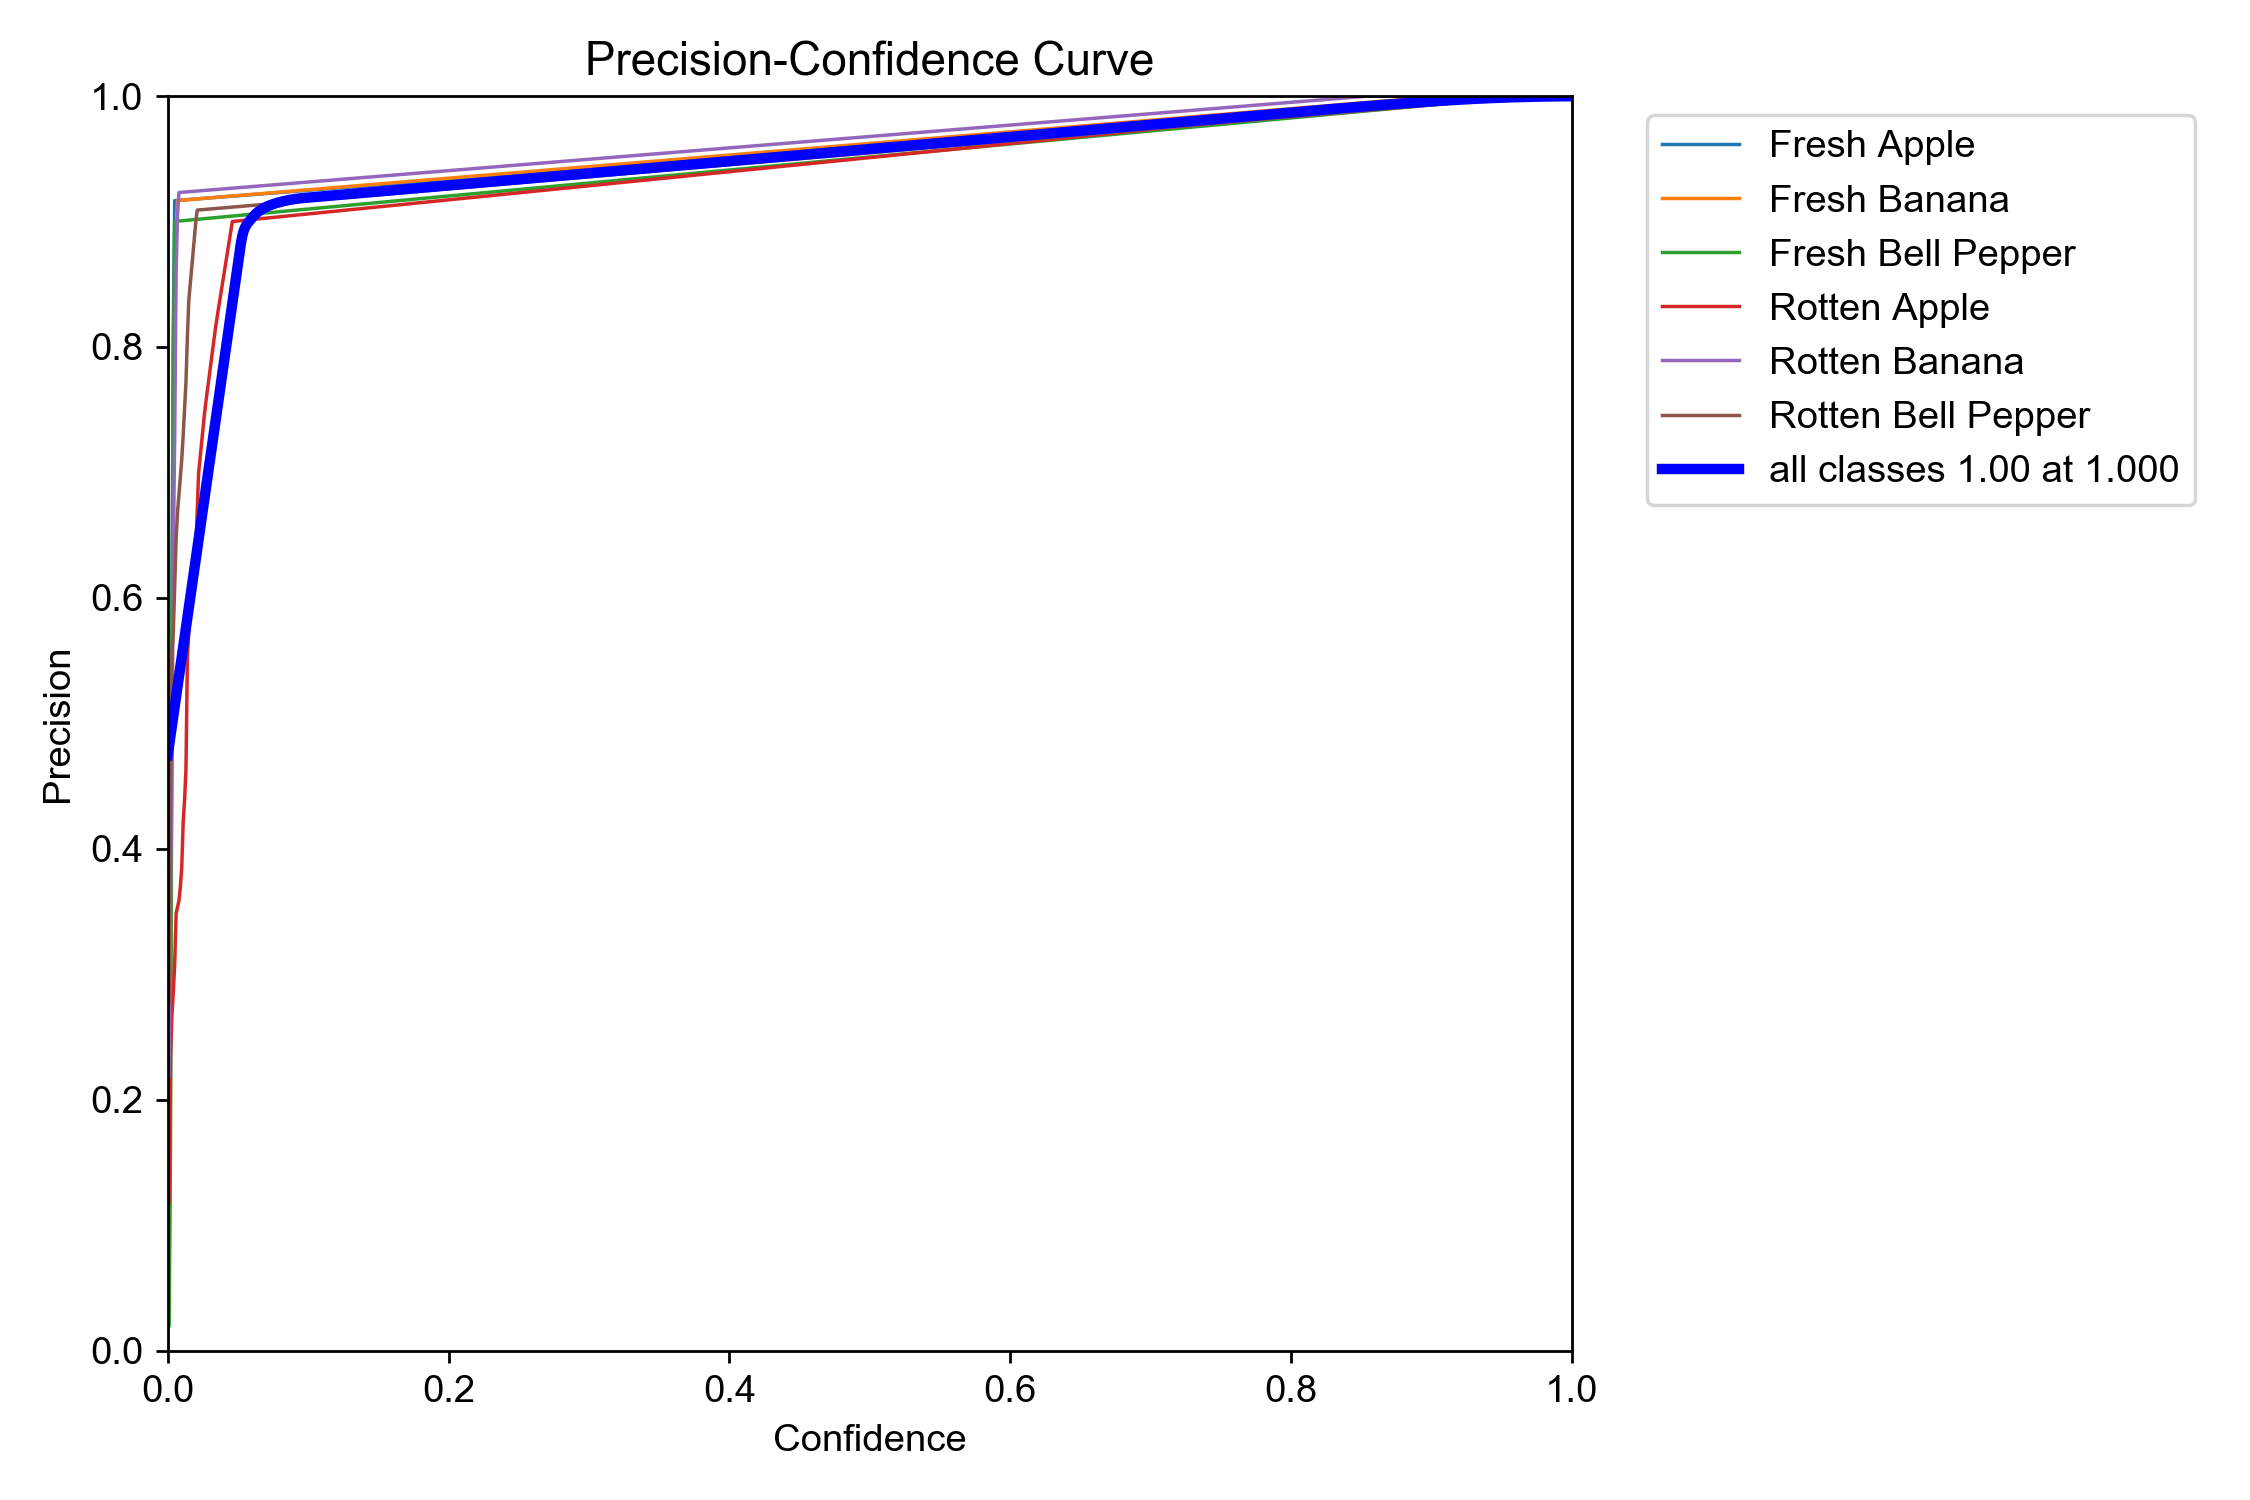 Precision-Confidence Curve
1.0
0.8
0.6
0.4
0.2
0.0
Precision
0.0 0.2 0.4 0.6 0.8 1.0
Confidence
Fresh Apple
Fresh Banana
Fresh Bell Pepper
Rotten Apple
Rotten Banana
Rotten Bell Pepper
all classes 1.00 at 1.000